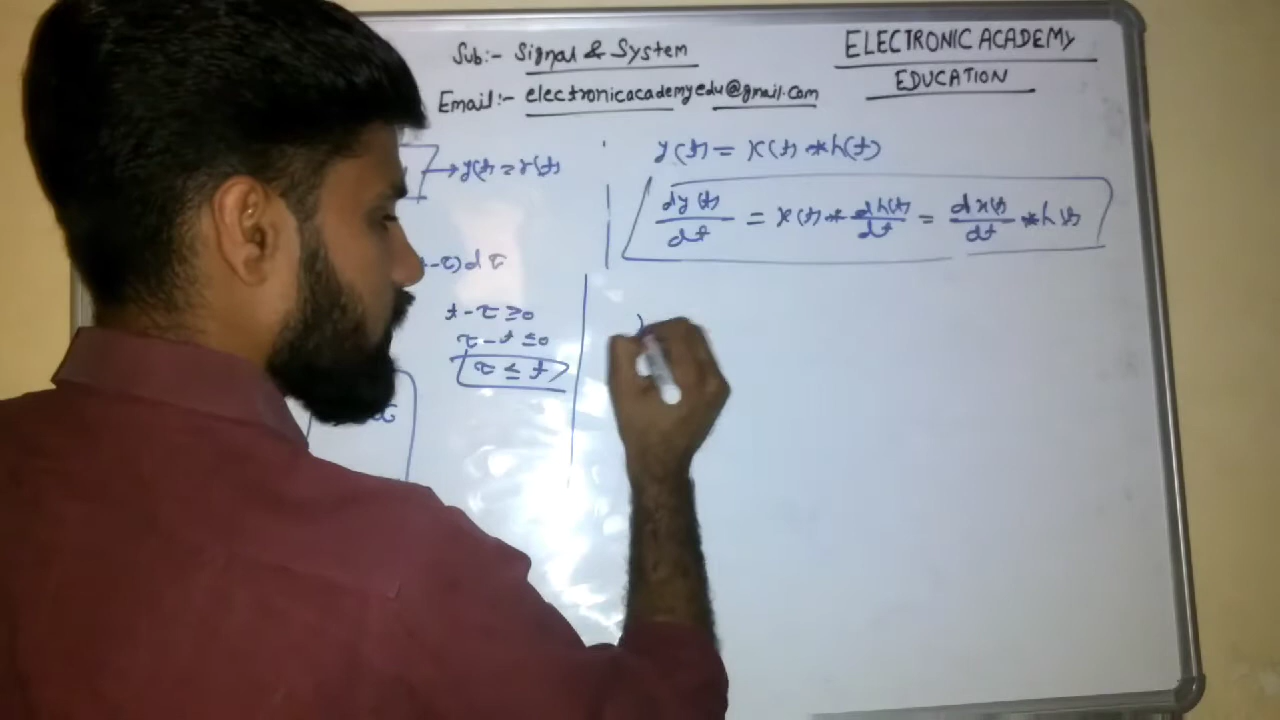 Sub:- Signal & System
Email:- electronicacademyedu@gmail.com
ELECTRONIC ACADEMY
EDUCATION
→ y(t) = r(t)
-τ) d τ
t - τ ≥ 0
τ - t ≤ 0
τ ≤ t
y(t) = x(t) * h(t)
dy(t)/dt = x(t) * dh(t)/dt = dx(t)/dt * h(t)